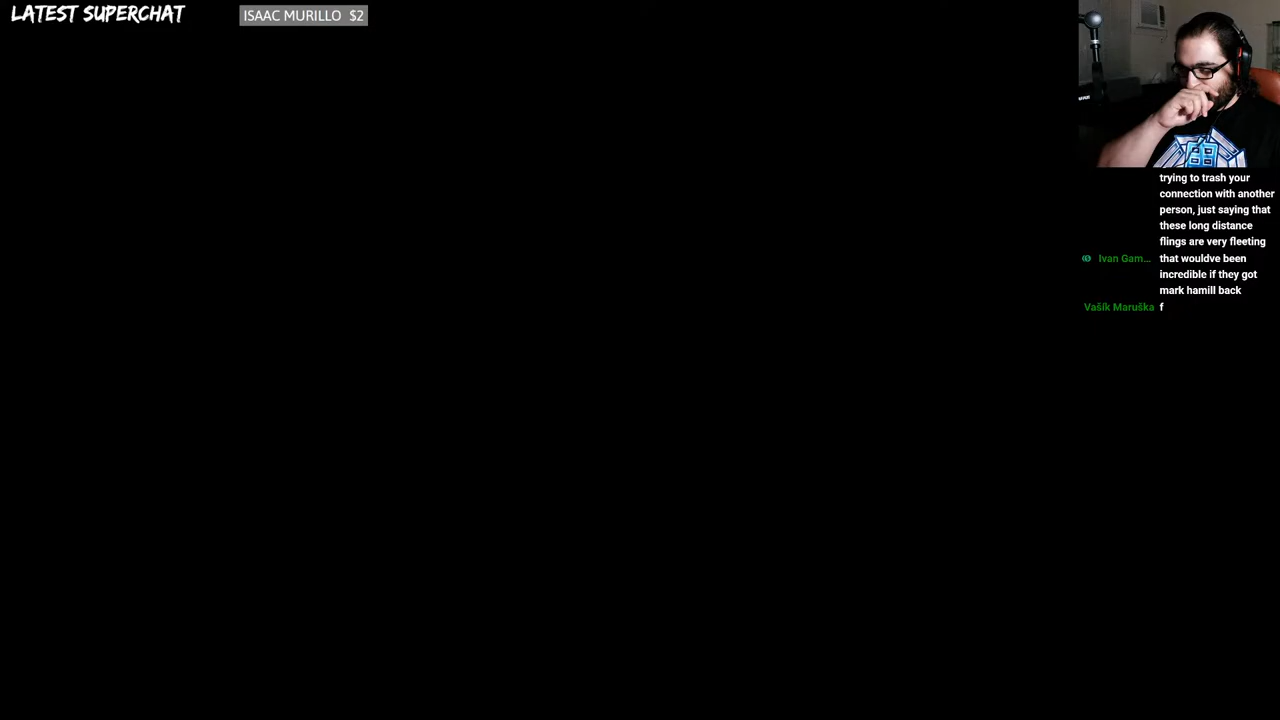 LATEST SUPERCHAT
ISAAC MURILLO $2
trying to trash your
connection with another
person, just saying that
these long distance
flings are very fleeting
Ivan Gam... that wouldve been
incredible if they got
mark hamill back
Vašík Maruška f